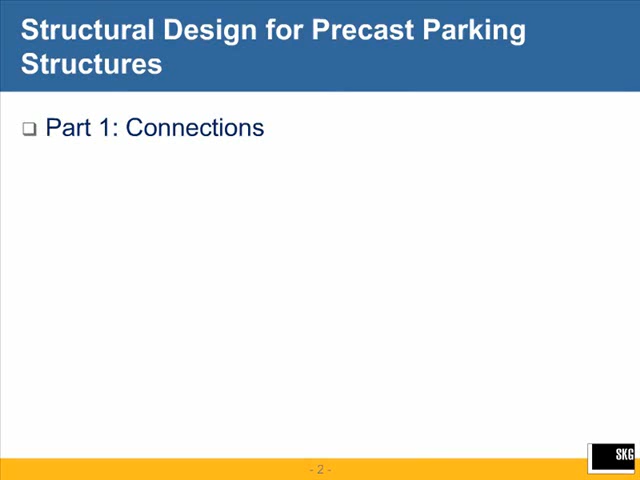 Structural Design for Precast Parking
Structures
Part 1: Connections
- 2 -
SKG